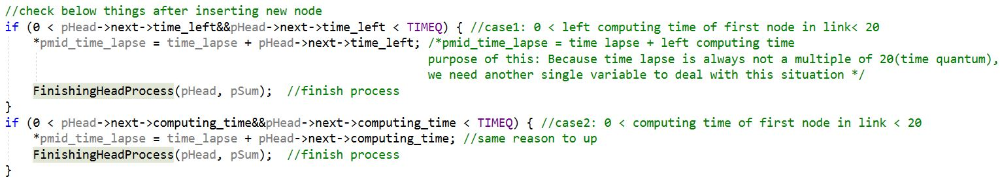 //check below things after inserting new node
if (0 < pHead->next->time_left&&pHead->next->time_left < TIMEQ) { //case1: 0 < left computing time of first node in link< 20
*pmid_time_lapse = time_lapse + pHead->next->time_left; /*pmid_time_lapse = time lapse + left computing time
purpose of this: Because time lapse is always not a multiple of 20(time quantum),
we need another single variable to deal with this situation */
FinishingHeadProcess(pHead, pSum);  //finish process
}
if (0 < pHead->next->computing_time&&pHead->next->computing_time < TIMEQ) { //case2: 0 < computing time of first node in link < 20
*pmid_time_lapse = time_lapse + pHead->next->computing_time; //same reason to up
FinishingHeadProcess(pHead, pSum);  //finish process
}